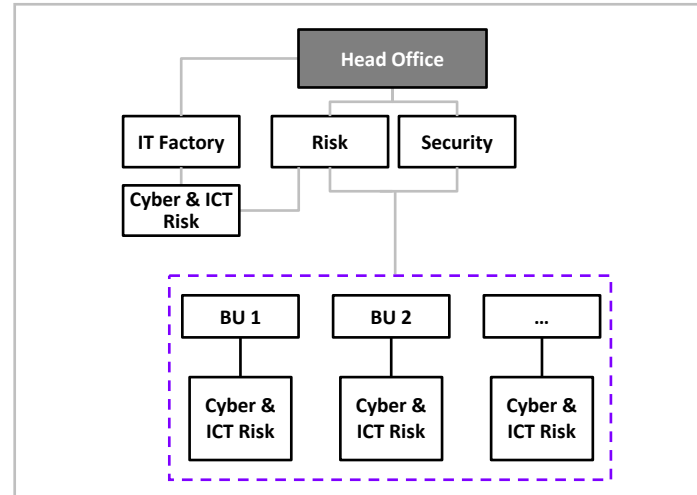 Head Office
IT Factory
Risk
Security
Cyber & ICT
Risk
BU 1
BU 2
...
Cyber &
ICT Risk
Cyber &
ICT Risk
Cyber &
ICT Risk